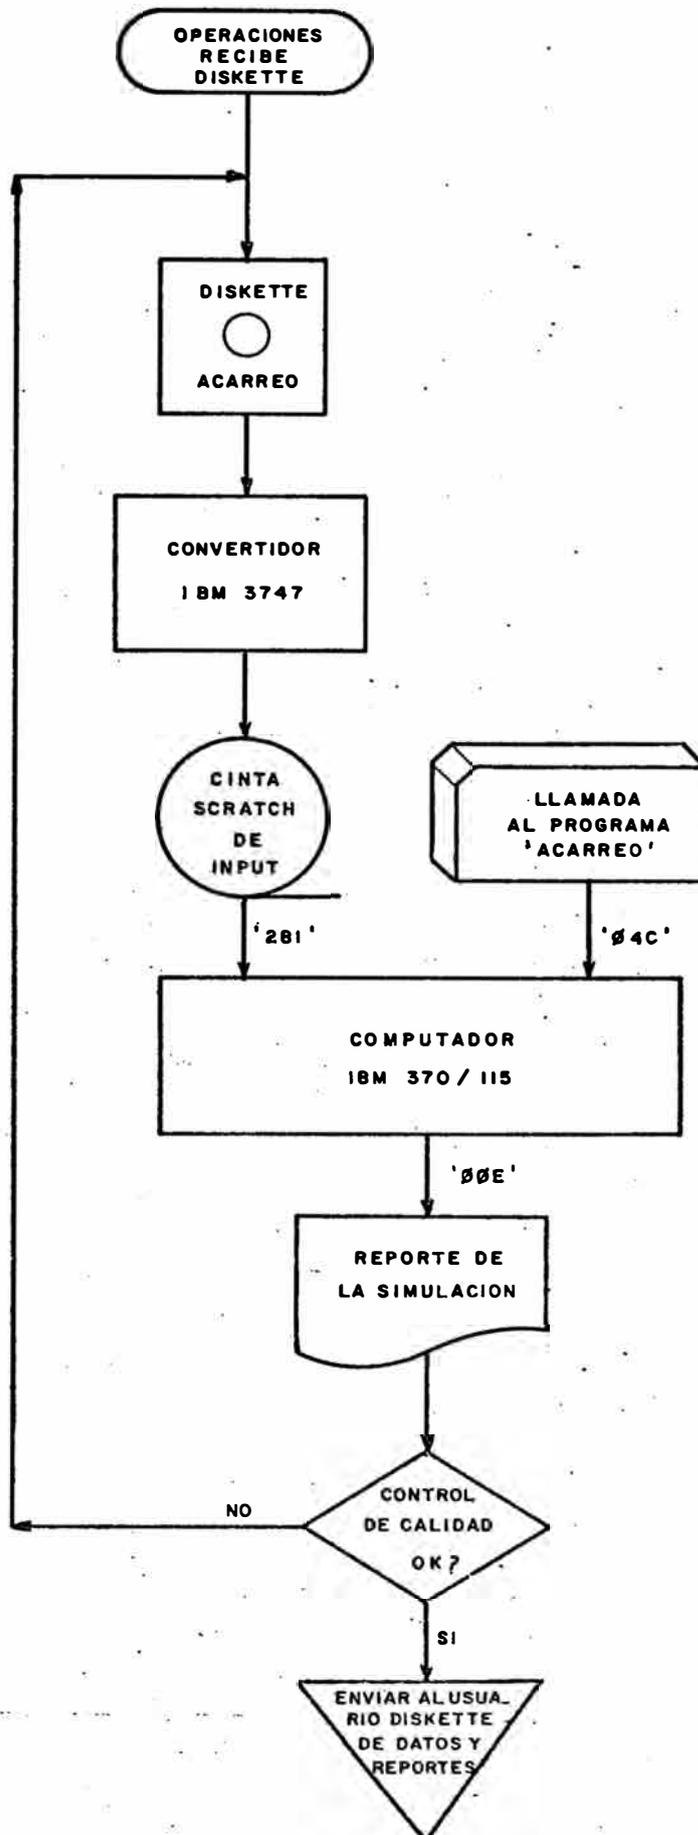 OPERACIONES
RECIBE
DISKETTE
DISKETTE
ACARREO
CONVERTIDOR
IBM 3747
CINTA
SCRATCH
DE
INPUT
LLAMADA
AL PROGRAMA
'ACARREO'
'281'
'Ø4C'
COMPUTADOR
IBM 370/115
'ØØE'
REPORTE DE
LA SIMULACION
CONTROL
DE CALIDAD
OK?
NO
SI
ENVIAR AL USUA_
RIO DISKETTE
DE DATOS Y
REPORTES